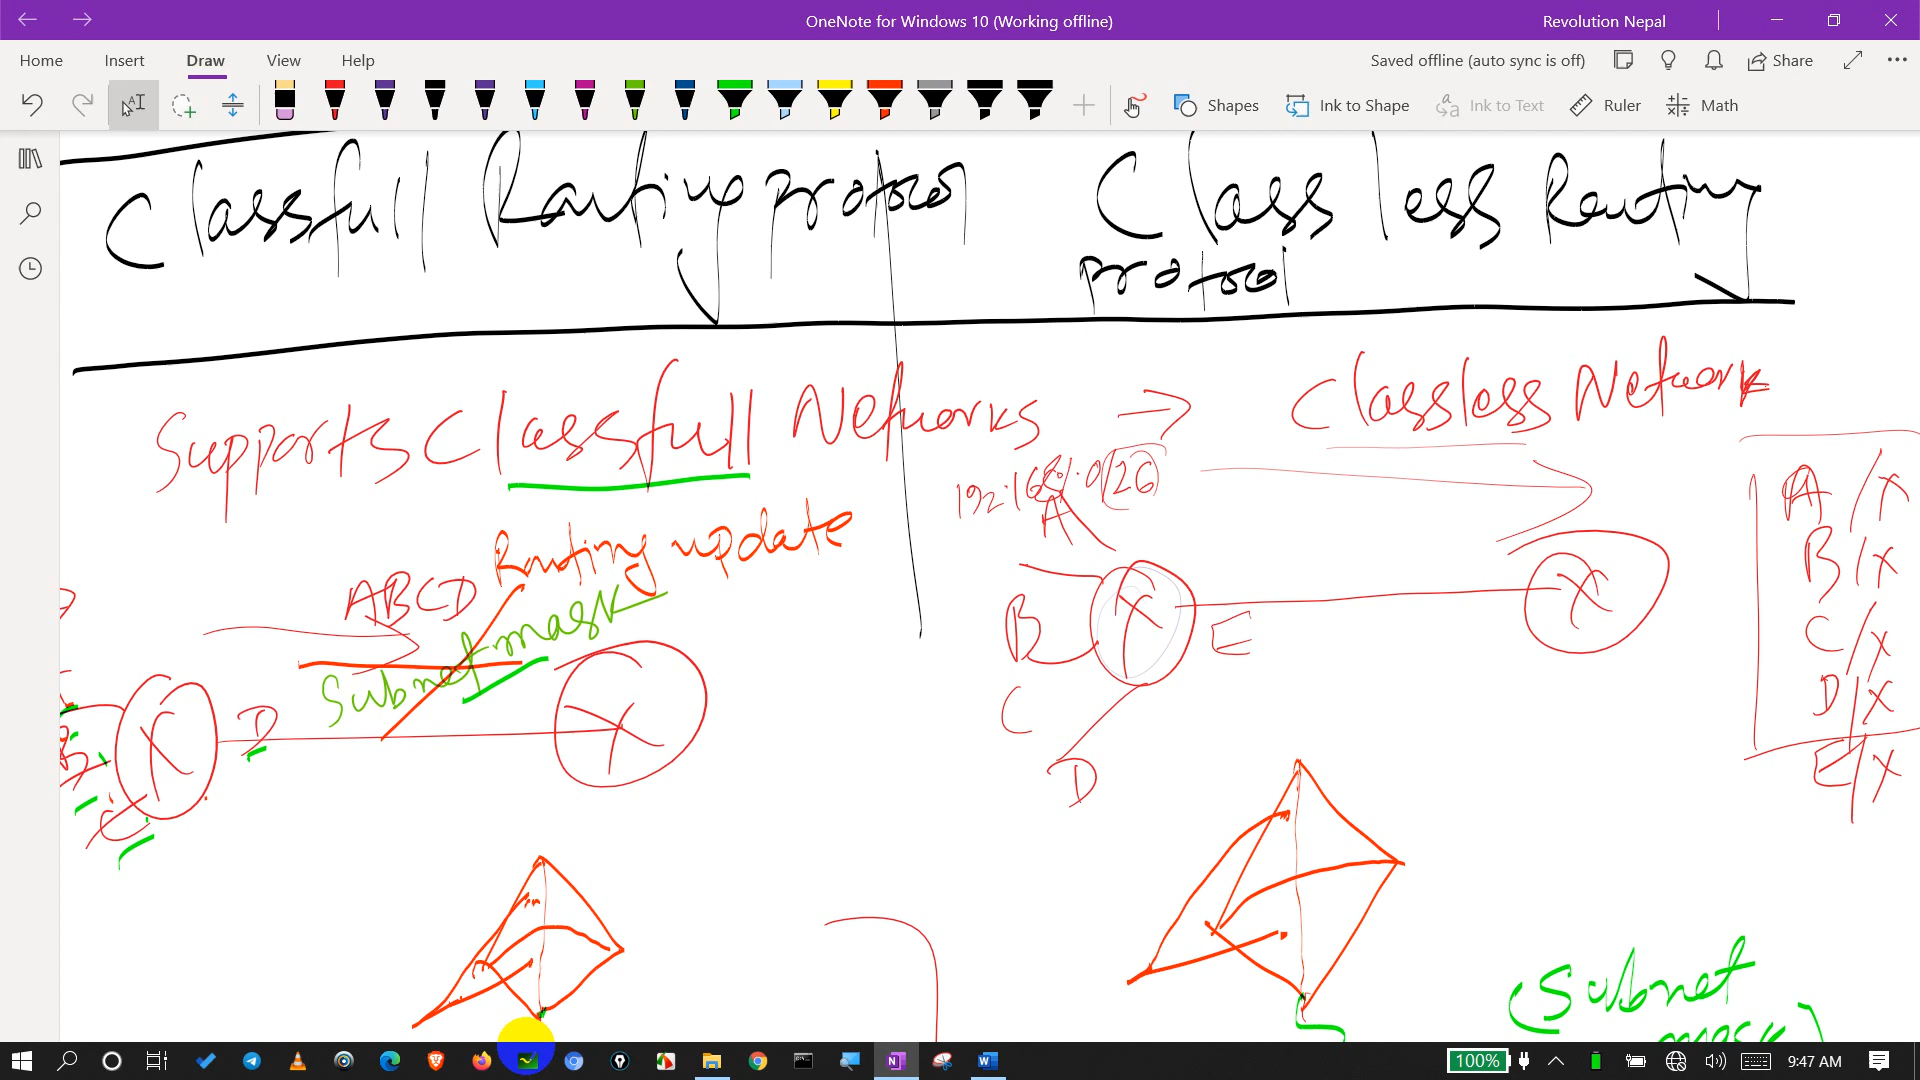 OneNote for Windows 10 (Working offline)
Revolution Nepal
Home Insert Draw View Help
Saved offline (auto sync is off)
Share
Shapes
Ink to Shape
Ink to Text
Ruler
Math
Classfull Routing protocol
Class less Routing
protocol
Supports Classfull Networks
Classless Network
192.168.1.0/26
A
Routing update
ABCD
Subnet mask
D
B
C
B
E
C
D
A/x
B/x
C/x
D/x
E/x
(Subnet
mask)
100%
9:47 AM